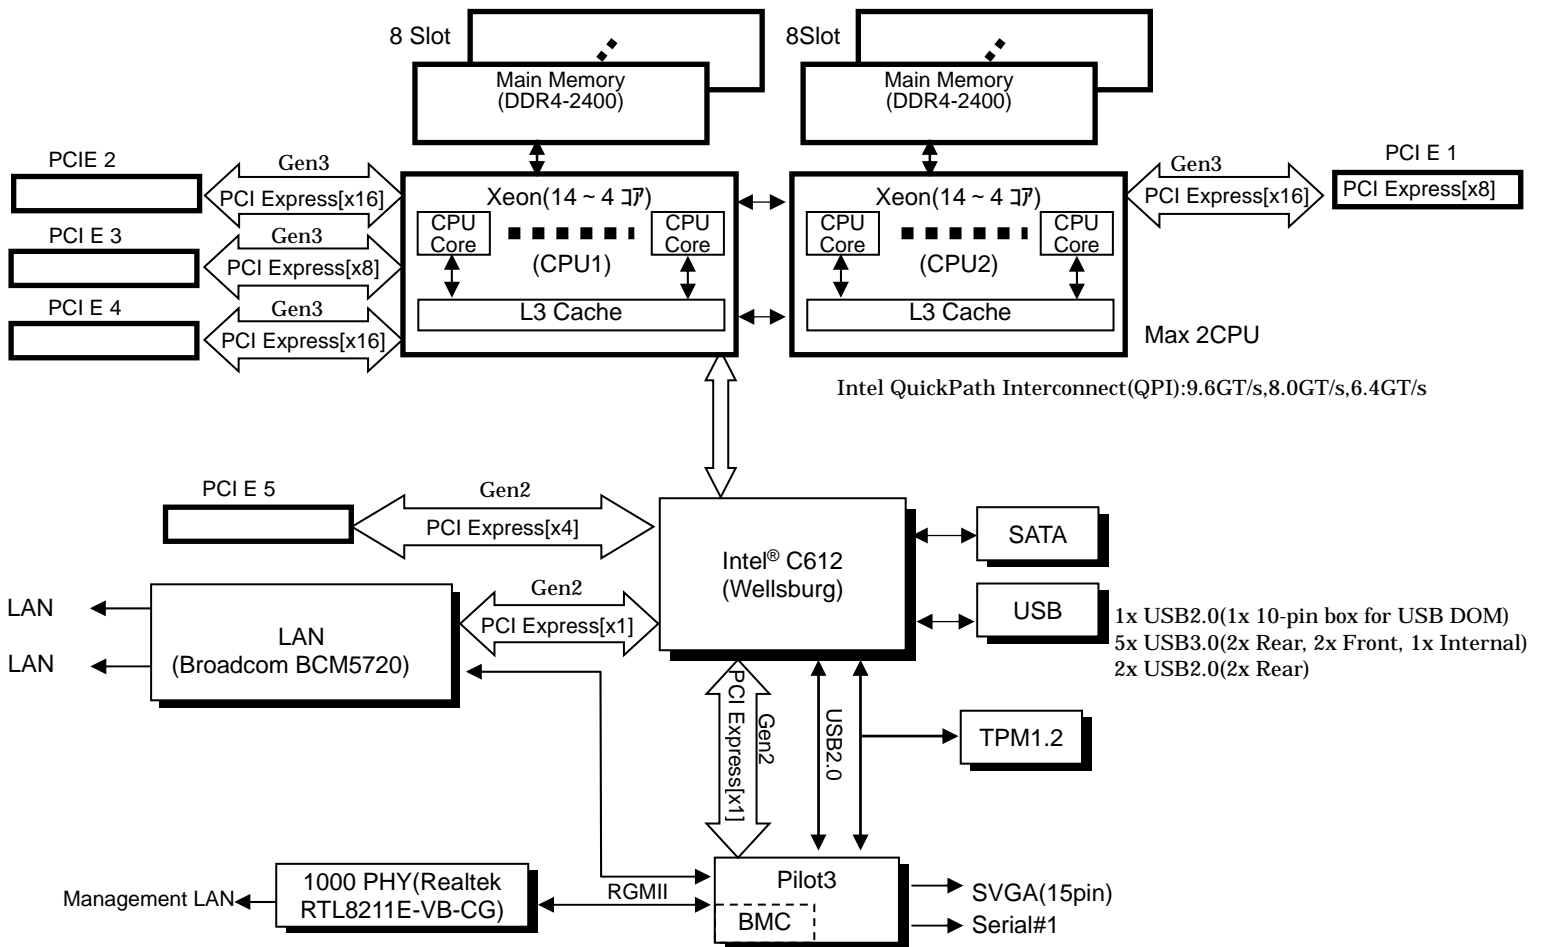 8 Slot
8Slot
Main Memory
(DDR4-2400)
Main Memory
(DDR4-2400)
PCIE 2
Gen3
PCI Express[x16]
PCI E 3
Gen3
PCI Express[x8]
PCI E 4
Gen3
PCI Express[x16]
Xeon(14 ~ 4 ｺｱ)
CPU
Core
CPU
Core
(CPU1)
L3 Cache
Xeon(14 ~ 4 ｺｱ)
CPU
Core
CPU
Core
(CPU2)
L3 Cache
Gen3
PCI Express[x16]
PCI E 1
PCI Express[x8]
Max 2CPU
Intel QuickPath Interconnect(QPI):9.6GT/s,8.0GT/s,6.4GT/s
PCI E 5
Gen2
PCI Express[x4]
Intel® C612
(Wellsburg)
SATA
USB
1x USB2.0(1x 10-pin box for USB DOM)
5x USB3.0(2x Rear, 2x Front, 1x Internal)
2x USB2.0(2x Rear)
LAN
LAN
LAN
(Broadcom BCM5720)
Gen2
PCI Express[x1]
PCI Express[x1]
Gen2
USB2.0
TPM1.2
Management LAN
1000 PHY(Realtek
RTL8211E-VB-CG)
RGMII
Pilot3
BMC
SVGA(15pin)
Serial#1